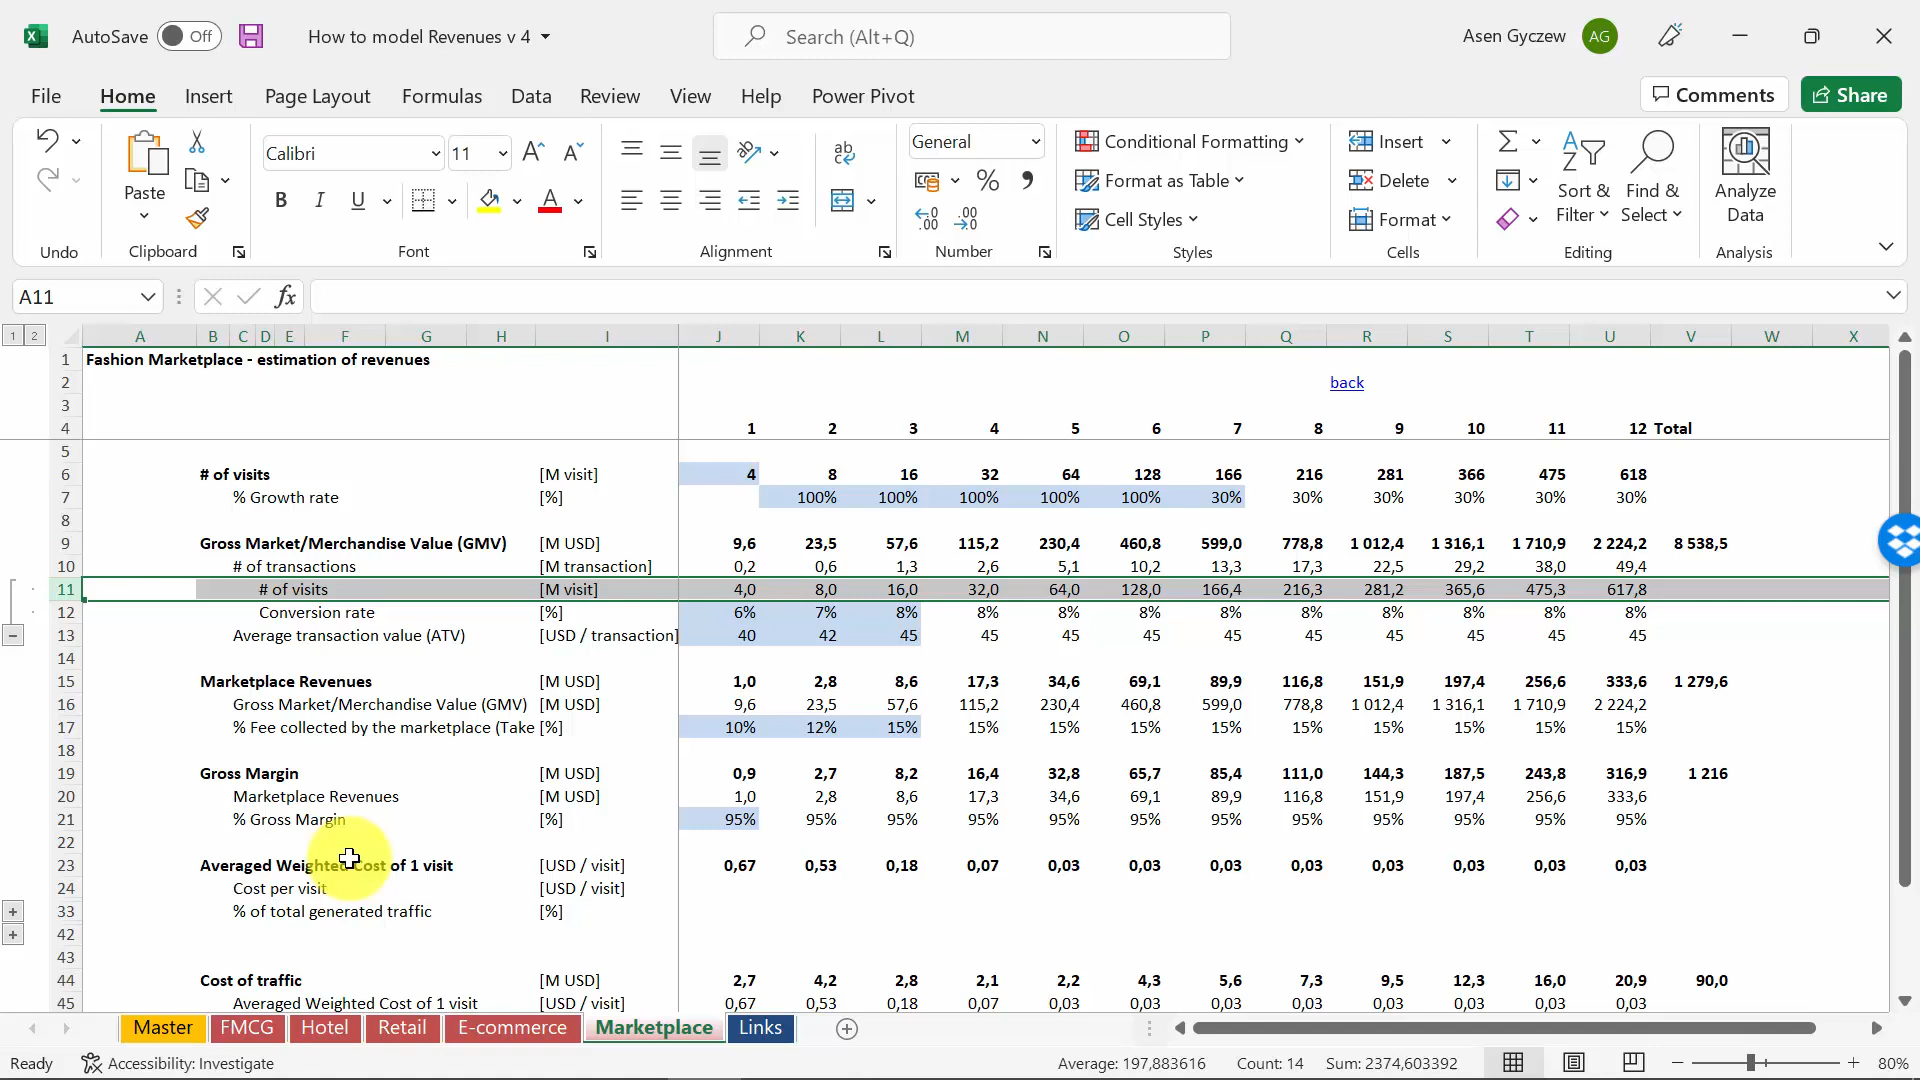 AutoSave Off How to model Revenues v 4 Search (Alt+Q) Asen Gyczew AG
File Home Insert Page Layout Formulas Data Review View Help Power Pivot Comments Share
Calibri 11 General Conditional Formatting Insert
Paste Format as Table Delete Sort & Filter Find & Select Analyze Data
B I U Cell Styles Format
Undo Clipboard Font Alignment Number Styles Cells Editing Analysis
A11 fx
1 2 A B C D E F G H I J K L M N O P Q R S T U V W X
1 Fashion Marketplace - estimation of revenues
2 back
3
4 1 2 3 4 5 6 7 8 9 10 11 12 Total
5
6 # of visits [M visit] 4 8 16 32 64 128 166 216 281 366 475 618
7 % Growth rate [%] 100% 100% 100% 100% 100% 30% 30% 30% 30% 30% 30%
8
9 Gross Market/Merchandise Value (GMV) [M USD] 9,6 23,5 57,6 115,2 230,4 460,8 599,0 778,8 1 012,4 1 316,1 1 710,9 2 224,2 8 538,5
10 # of transactions [M transaction] 0,2 0,6 1,3 2,6 5,1 10,2 13,3 17,3 22,5 29,2 38,0 49,4
11 # of visits [M visit] 4,0 8,0 16,0 32,0 64,0 128,0 166,4 216,3 281,2 365,6 475,3 617,8
12 Conversion rate [%] 6% 7% 8% 8% 8% 8% 8% 8% 8% 8% 8% 8%
13 Average transaction value (ATV) [USD / transaction] 40 42 45 45 45 45 45 45 45 45 45 45
14
15 Marketplace Revenues [M USD] 1,0 2,8 8,6 17,3 34,6 69,1 89,9 116,8 151,9 197,4 256,6 333,6 1 279,6
16 Gross Market/Merchandise Value (GMV) [M USD] 9,6 23,5 57,6 115,2 230,4 460,8 599,0 778,8 1 012,4 1 316,1 1 710,9 2 224,2
17 % Fee collected by the marketplace (Take [%] 10% 12% 15% 15% 15% 15% 15% 15% 15% 15% 15% 15%
18
19 Gross Margin [M USD] 0,9 2,7 8,2 16,4 32,8 65,7 85,4 111,0 144,3 187,5 243,8 316,9 1 216
20 Marketplace Revenues [M USD] 1,0 2,8 8,6 17,3 34,6 69,1 89,9 116,8 151,9 197,4 256,6 333,6
21 % Gross Margin [%] 95% 95% 95% 95% 95% 95% 95% 95% 95% 95% 95% 95%
22
23 Averaged Weighted Cost of 1 visit [USD / visit] 0,67 0,53 0,18 0,07 0,03 0,03 0,03 0,03 0,03 0,03 0,03 0,03
24 Cost per visit [USD / visit]
33 % of total generated traffic [%]
42
43
44 Cost of traffic [M USD] 2,7 4,2 2,8 2,1 2,2 4,3 5,6 7,3 9,5 12,3 16,0 20,9 90,0
45 Averaged Weighted Cost of 1 visit [USD / visit] 0,67 0,53 0,18 0,07 0,03 0,03 0,03 0,03 0,03 0,03 0,03 0,03
Master FMCG Hotel Retail E-commerce Marketplace Links
Ready Accessibility: Investigate Average: 197,883616 Count: 14 Sum: 2374,603392 80%